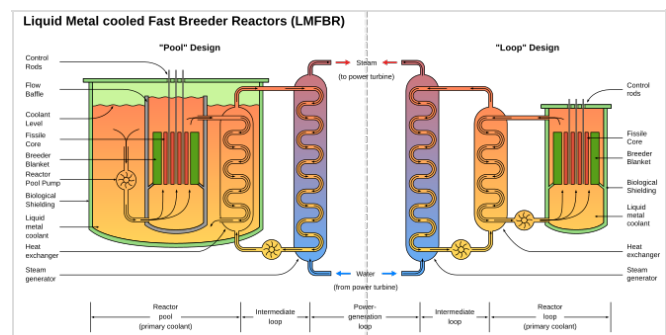 Liquid Metal cooled Fast Breeder Reactors (LMFBR)
"Pool" Design
"Loop" Design
Control
Rods
Flow
Baffle
Coolant
Level
Fissile
Core
Breeder
Blanket
Reactor
Pool Pump
Biological
Shielding
Liquid
metal
coolant
Heat
exchanger
Steam
generator
Steam
(to power turbine)
Water
(from power turbine)
Control
rods
Fissile
Core
Breeder
Blanket
Biological
Shielding
Liquid
metal
coolant
Heat
exchanger
Steam
generator
Reactor
pool
(primary coolant)
Intermediate
loop
Power-
generation
loop
Intermediate
loop
Reactor
loop
(primary coolant)